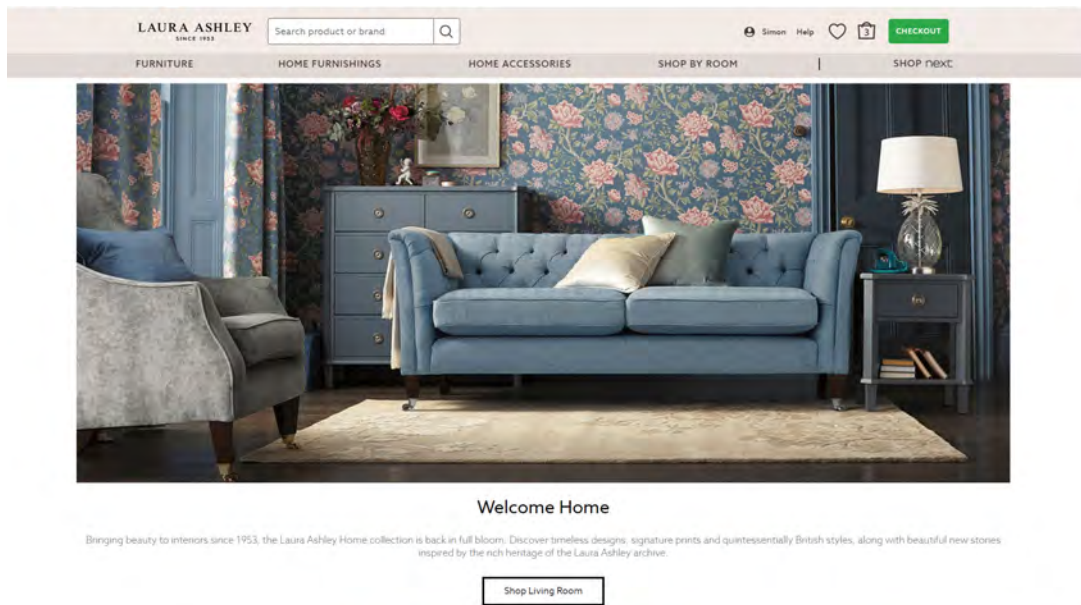 LAURA ASHLEY
SINCE 1953
Search product or brand
Simon Help 3 CHECKOUT
FURNITURE HOME FURNISHINGS HOME ACCESSORIES SHOP BY ROOM | SHOP next
Welcome Home
Bringing beauty to interiors since 1953, the Laura Ashley Home collection is back in full bloom. Discover timeless designs: signature prints and quintessentially British styles, along with beautiful new stories
inspired by the rich heritage of the Laura Ashley archive.
Shop Living Room